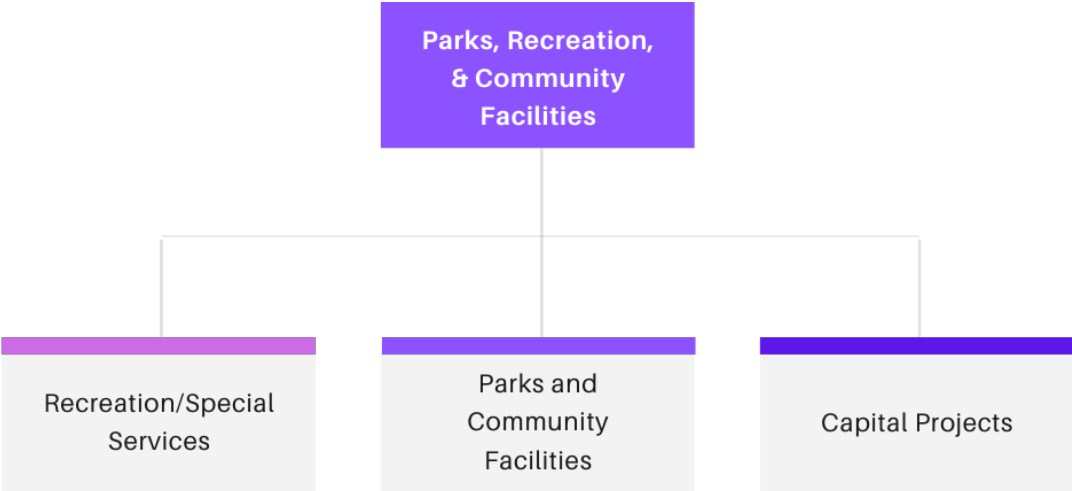 Parks, Recreation,
& Community
Facilities
Recreation/Special
Services
Parks and
Community
Facilities
Capital Projects